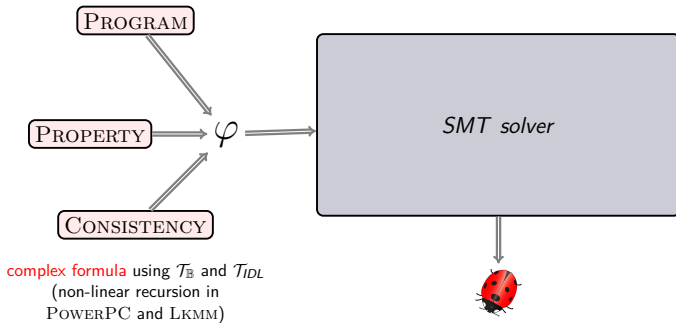 PROGRAM
PROPERTY
φ
SMT solver
CONSISTENCY
complex formula using 𝒯𝔹 and 𝒯IDL
(non-linear recursion in
POWERPC and LKMM)